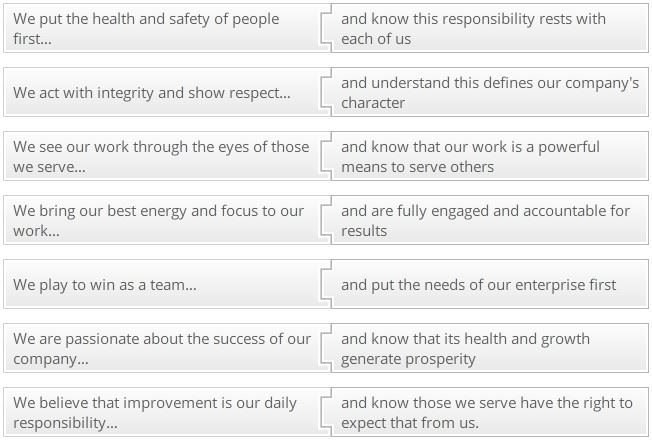 We put the health and safety of people
first...
and know this responsibility rests with
each of us
We act with integrity and show respect...
and understand this defines our company's
character
We see our work through the eyes of those
we serve...
and know that our work is a powerful
means to serve others
We bring our best energy and focus to our
work...
and are fully engaged and accountable for
results
We play to win as a team...
and put the needs of our enterprise first
We are passionate about the success of our
company...
and know that its health and growth
generate prosperity
We believe that improvement is our daily
responsibility...
and know those we serve have the right to
expect that from us.